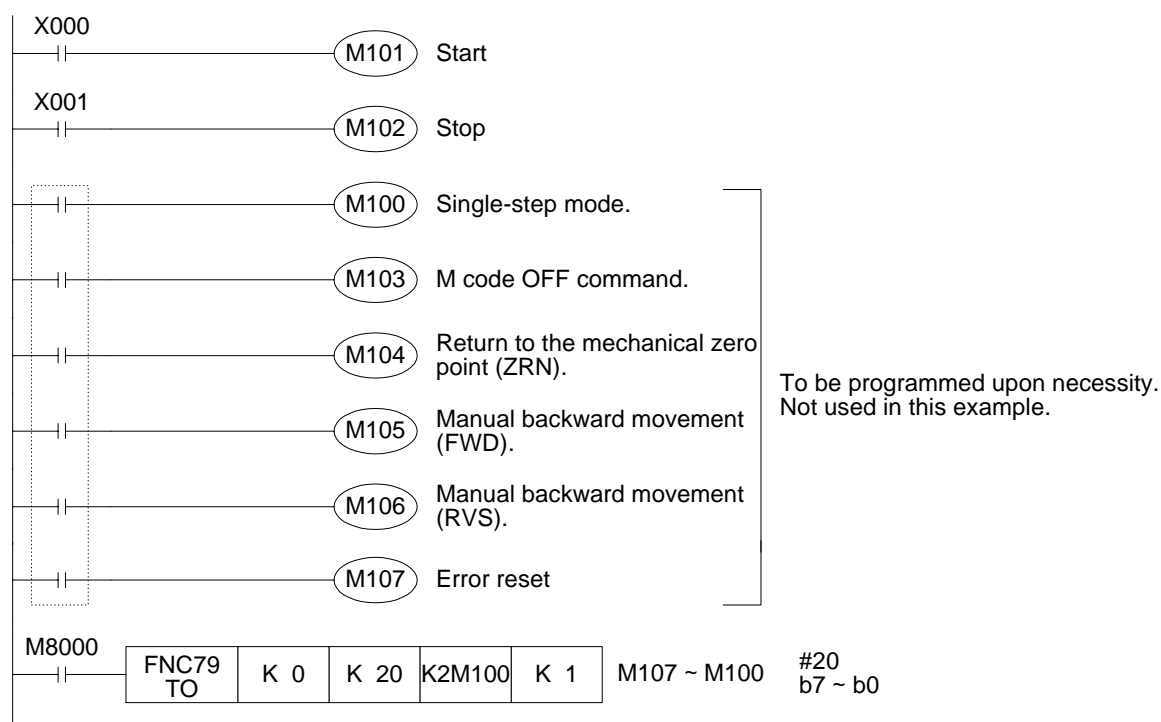 X000
M101 Start
X001
M102 Stop
M100 Single-step mode.
M103 M code OFF command.
M104 Return to the mechanical zero
point (ZRN).
To be programmed upon necessity.
Not used in this example.
M105 Manual backward movement
(FWD).
M106 Manual backward movement
(RVS).
M107 Error reset
M8000
FNC79
TO
K 0 K 20 K2M100 K 1 M107 ~ M100
#20
b7 ~ b0